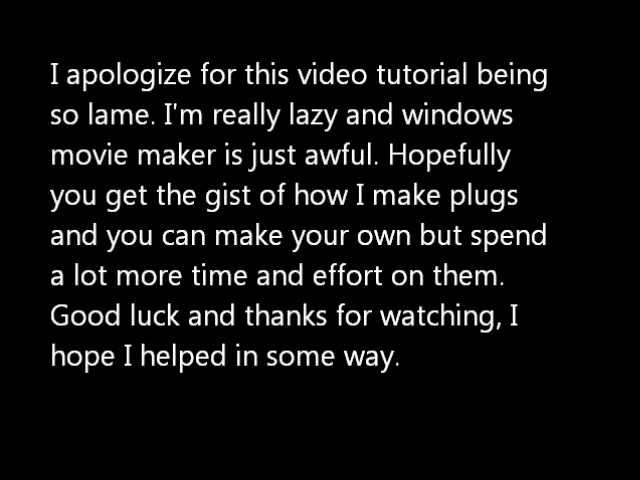 I apologize for this video tutorial being
so lame. I'm really lazy and windows
movie maker is just awful. Hopefully
you get the gist of how I make plugs
and you can make your own but spend
a lot more time and effort on them.
Good luck and thanks for watching, I
hope I helped in some way.